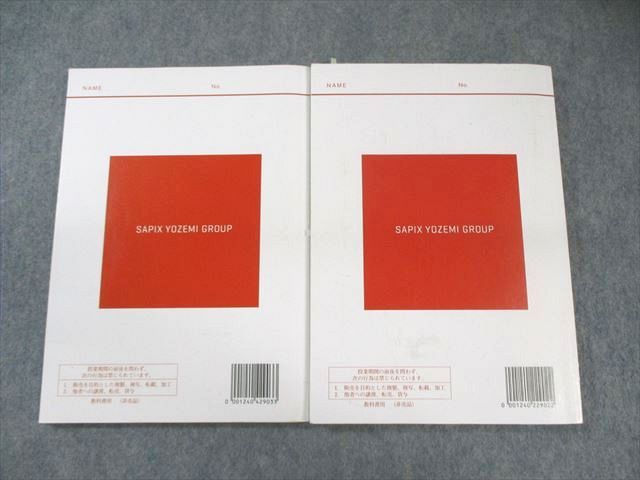 NAME No.
SAPIX YOZEMI GROUP
授業期間の前後を問わず、
次の行為は禁じられています。
1. 販売を目的とした複製、複写、転載、加工
2. 他者への譲渡、転売、貸与
教科書用 (非売品)
0 001240 429033
NAME No.
SAPIX YOZEMI GROUP
授業期間の前後を問わず、
次の行為は禁じられています。
1. 販売を目的とした複製、複写、転載、加工
2. 他者への譲渡、転売、貸与
教科書用 (非売品)
0 001240 229022